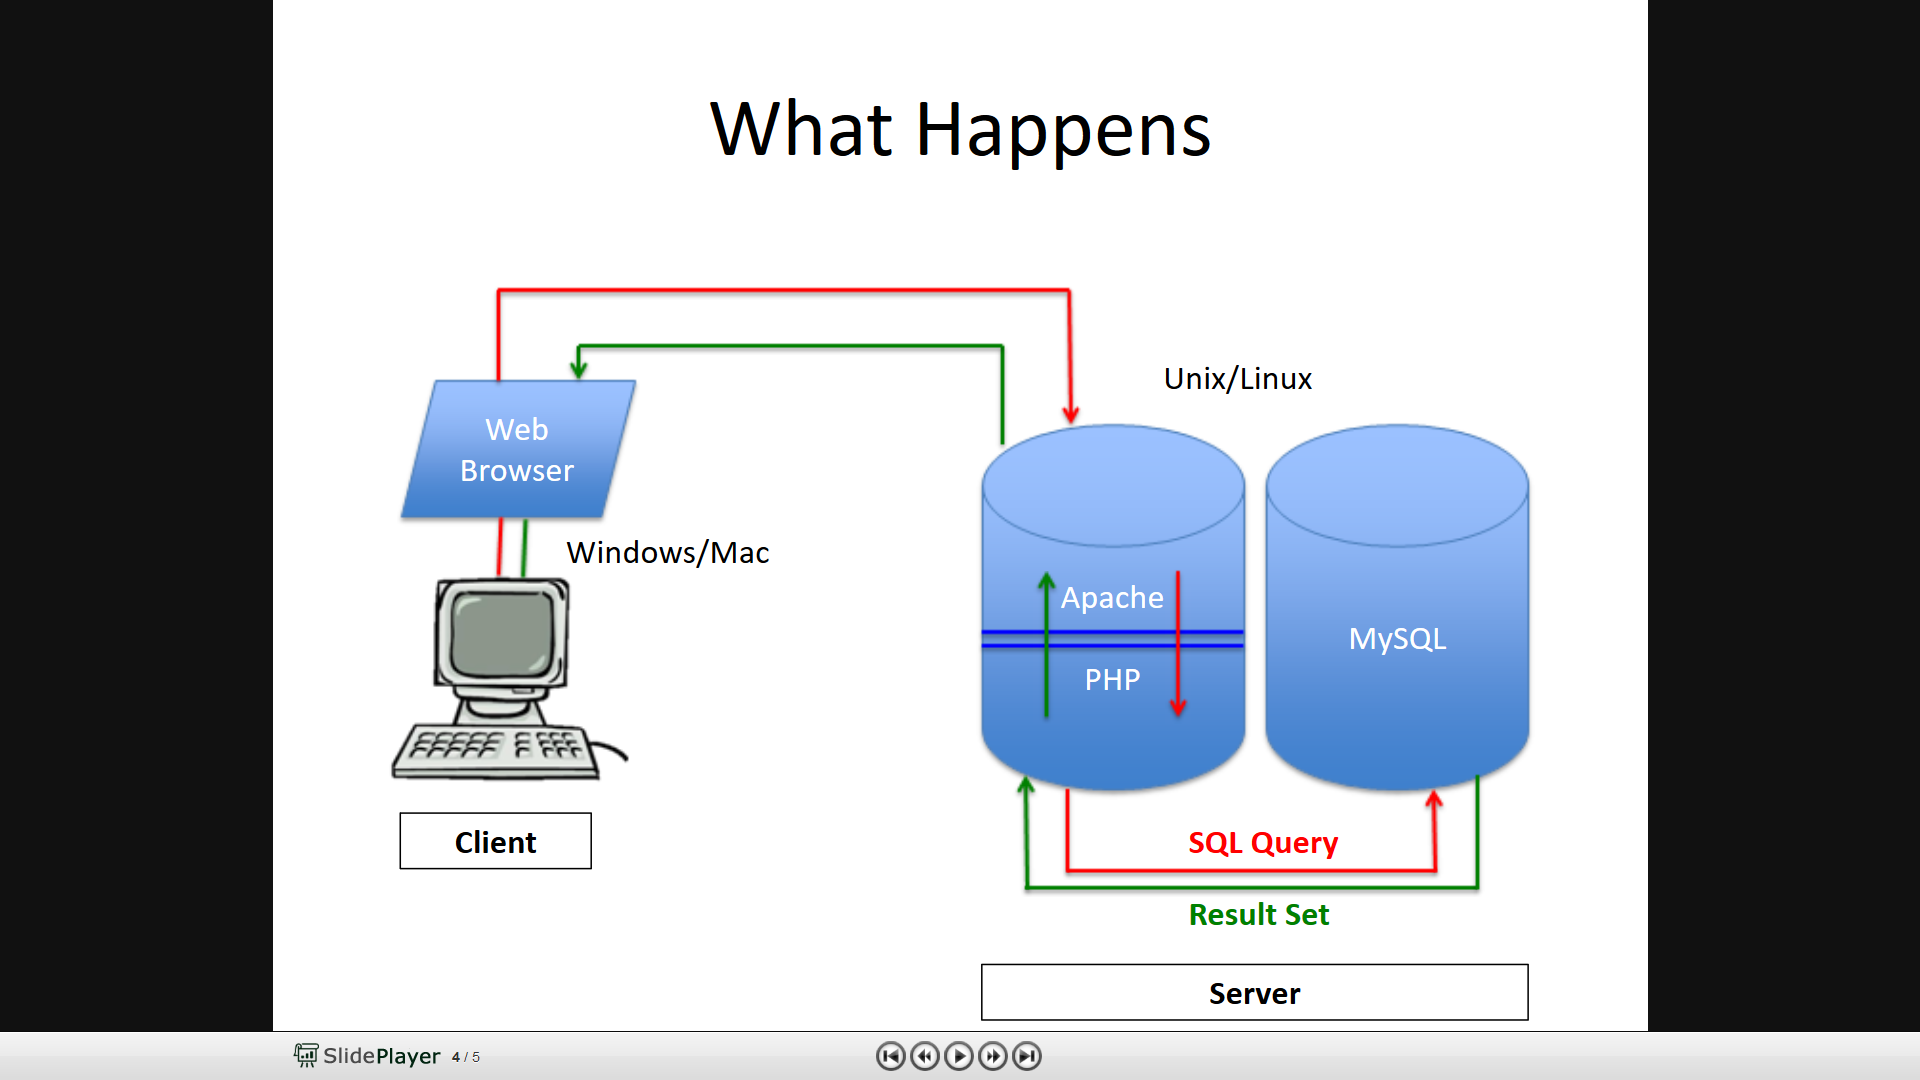 What Happens
Unix/Linux
Web
Browser
Windows/Mac
Apache
PHP
MySQL
Client
SQL Query
Result Set
Server
SlidePlayer 4 / 5